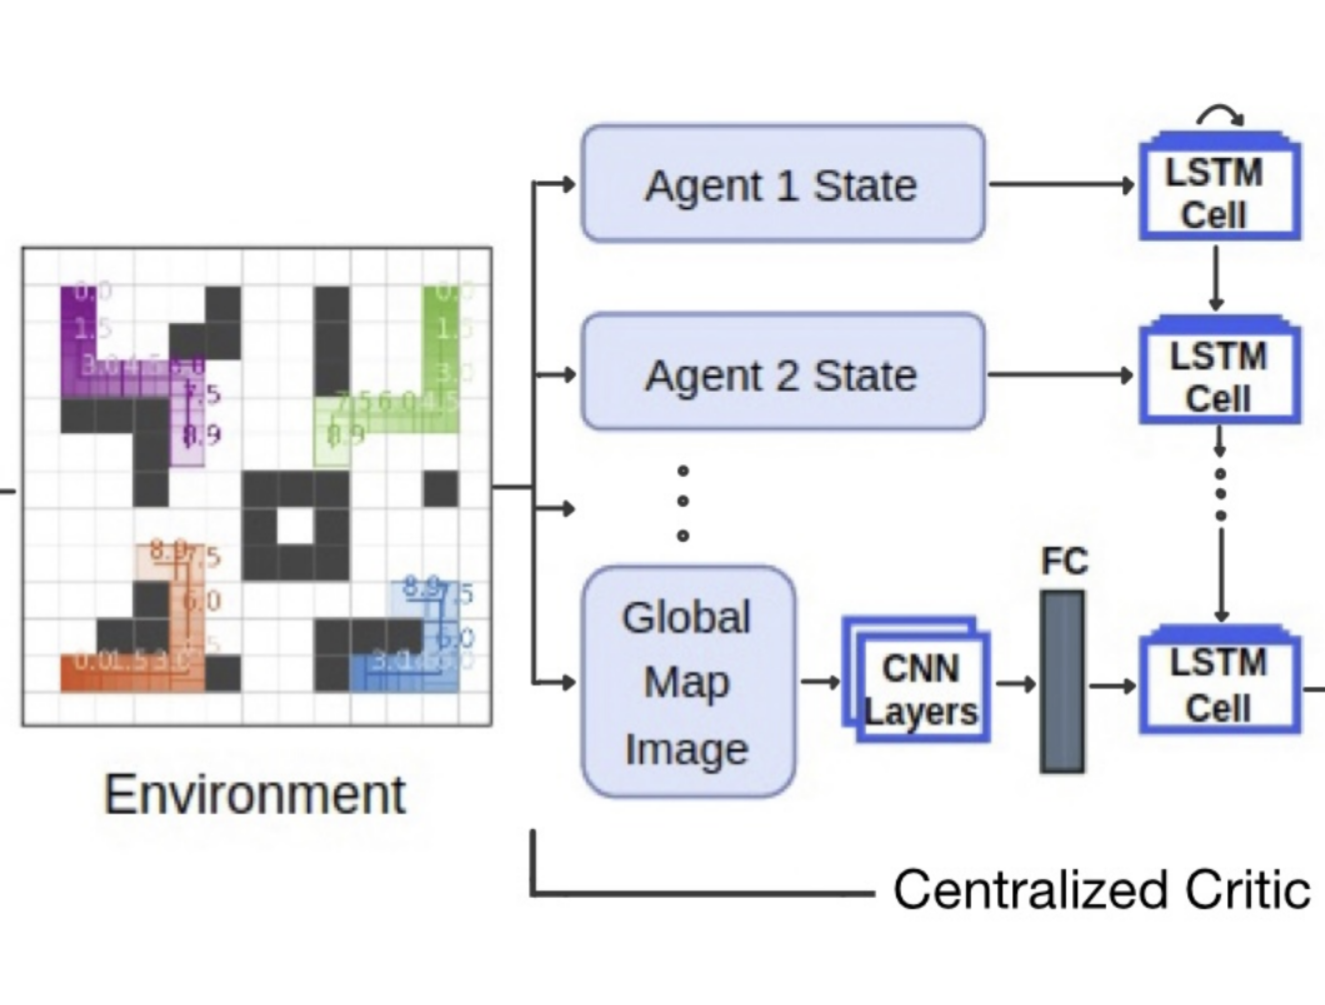 Agent 1 State
LSTM
Cell
Agent 2 State
LSTM
Cell
0.0
1.5
3.0 4.5
7.5
8.9
0.0
1.5
3.0
7.5 6.0 4.5
8.9
8.9 7.5
6.0
0.0 1.5 3.0
8.9 7.5
6.0
3.0
Environment
Global
Map
Image
CNN
Layers
FC
LSTM
Cell
Centralized Critic